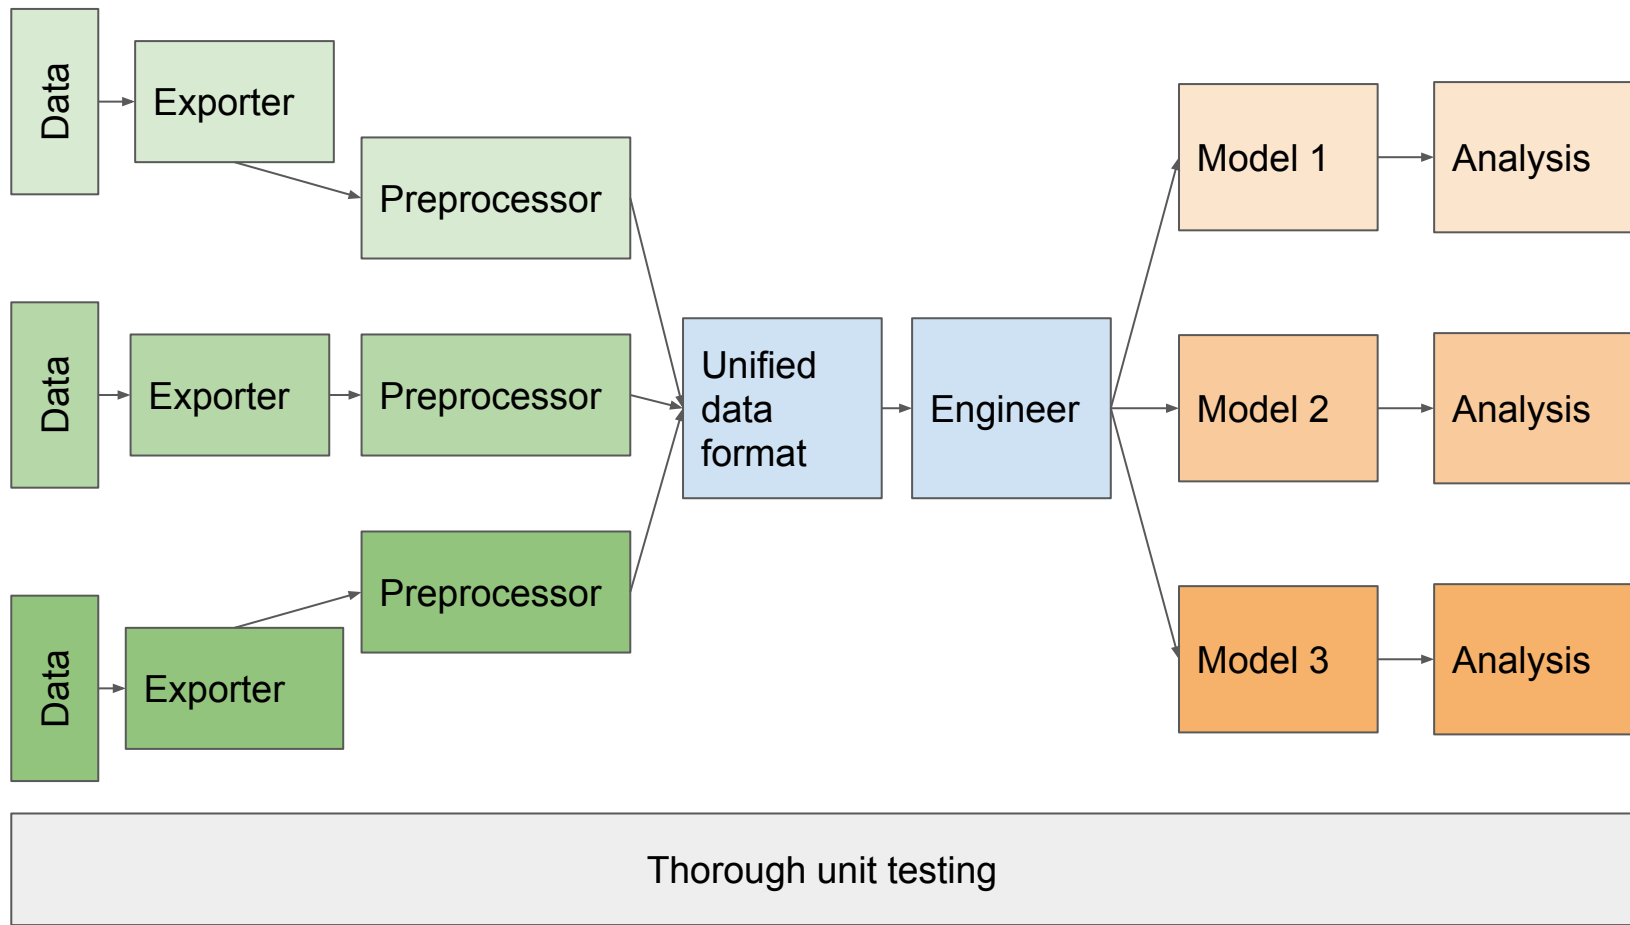 Data
Exporter
Preprocessor
Data
Exporter
Preprocessor
Data
Exporter
Preprocessor
Unified
data
format
Engineer
Model 1
Analysis
Model 2
Analysis
Model 3
Analysis
Thorough unit testing